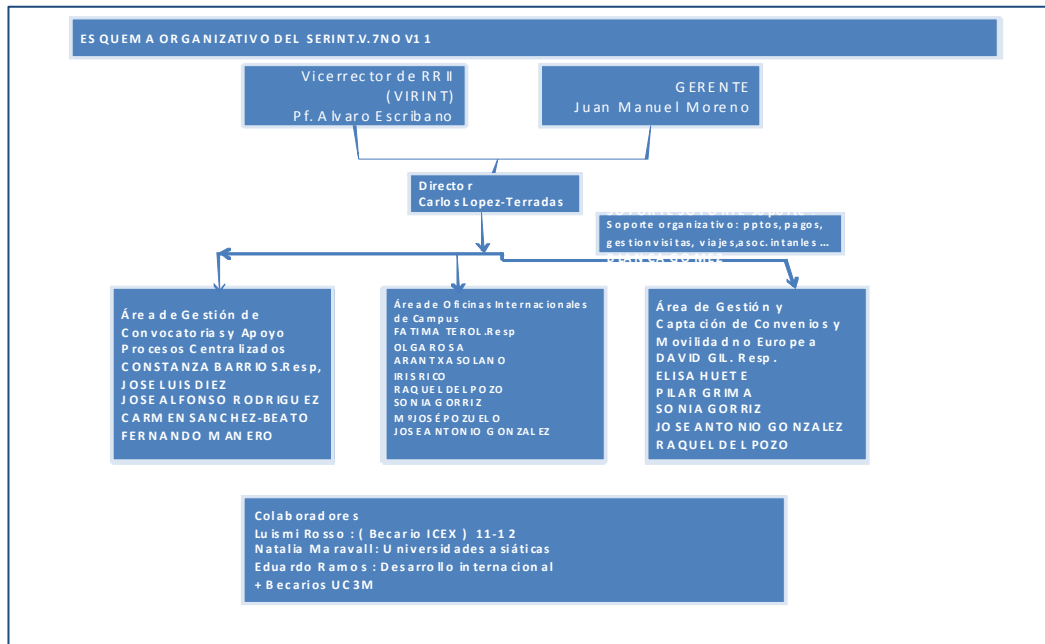 ESQUEMA ORGANIZATIVO DEL SERINT.V.7NOV11
Vicerrector de RRII
(VIRINT)
Pf. Alvaro Escribano
GERENTE
Juan Manuel Moreno
Director
Carlos Lopez-Terradas
Soporte organizativo: pptos, pagos,
gestion visitas, viajes, asoc. intanles ...
BLANCA GOMEZ
Área de Gestión de
Convocatorias y Apoyo
Procesos Centralizados
CONSTANZA BARRIOS.Resp,
JOSE LUIS DIEZ
JOSE ALFONSO RODRIGUEZ
CARMEN SANCHEZ-BEATO
FERNANDO MANERO
Área de Oficinas Internacionales
de Campus
FATIMA TEROL.Resp
OLGA ROSA
ARANTXA SOLANO
IRIS RICO
RAQUEL DEL POZO
SONIA GORRIZ
MªJOSÉ POZUELO
JOSE ANTONIO GONZALEZ
Área de Gestión y
Captación de Convenios y
Movilidad no Europea
DAVID GIL. Resp.
ELISA HUETE
PILAR GRIMA
SONIA GORRIZ
JOSE ANTONIO GONZALEZ
RAQUEL DEL POZO
Colaboradores
Luismi Rosso : ( Becario ICEX ) 11-12
Natalia Maravall: Universidades asiáticas
Eduardo Ramos : Desarrollo internacional
+ Becarios UC3M